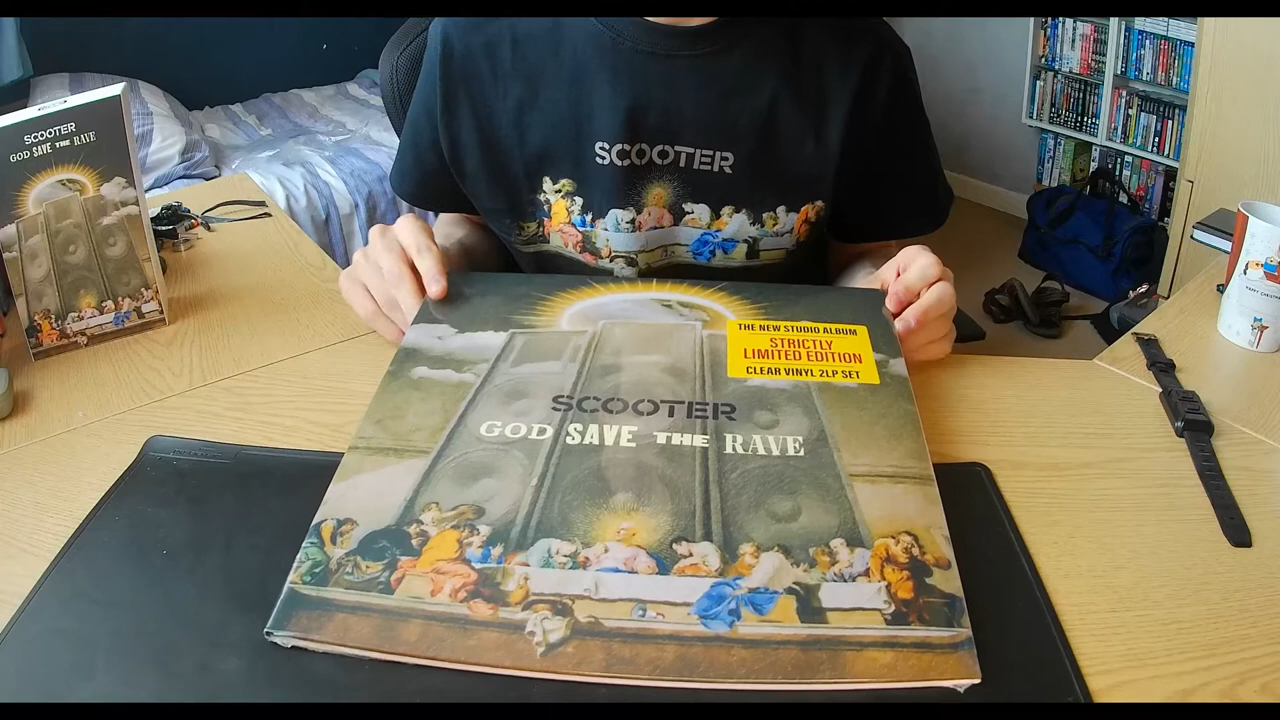 SCOOTER
GOD SAVE THE RAVE
SCOOTER
THE NEW STUDIO ALBUM
STRICTLY
LIMITED EDITION
CLEAR VINYL 2LP SET
SCOOTER
GOD SAVE THE RAVE